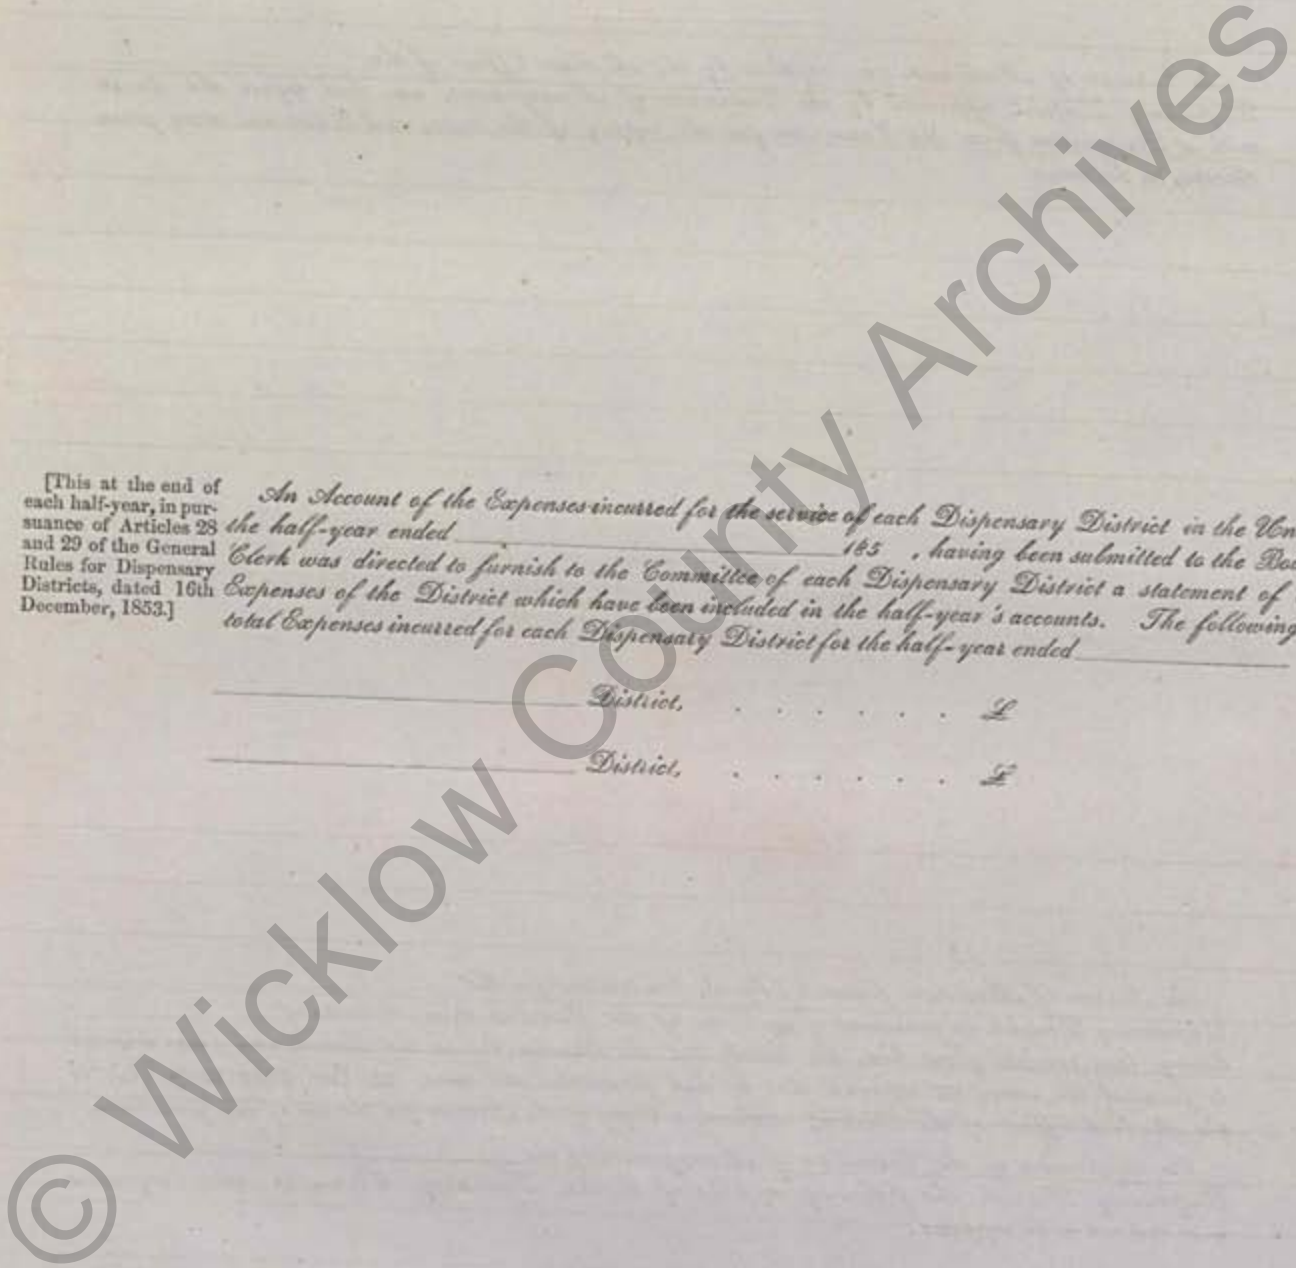 [This at the end of
each half-year, in pur-
suance of Articles 28
and 29 of the General
Rules for Dispensary
Districts, dated 16th
December, 1853.]
An Account of the Expenses incurred for the service of each Dispensary District in the Un
the half-year ended 185 , having been submitted to the Boa
Clerk was directed to furnish to the Committee of each Dispensary District a statement of
Expenses of the District which have been included in the half-year's accounts. The following
total Expenses incurred for each Dispensary District for the half-year ended
District, . . . . . . £
District, . . . . . . £
© Wicklow County Archives